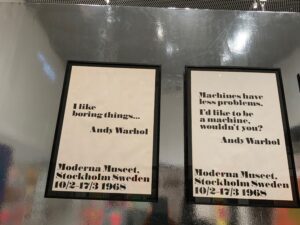 I like
boring things...
Andy Warhol
Moderna Museet,
Stockholm Sweden
10/2-17/3 1968
Machines have
less problems.
I'd like to be
a machine,
wouldn't you?
Andy Warhol
Moderna Museet,
Stockholm Sweden
10/2-17/3 1968